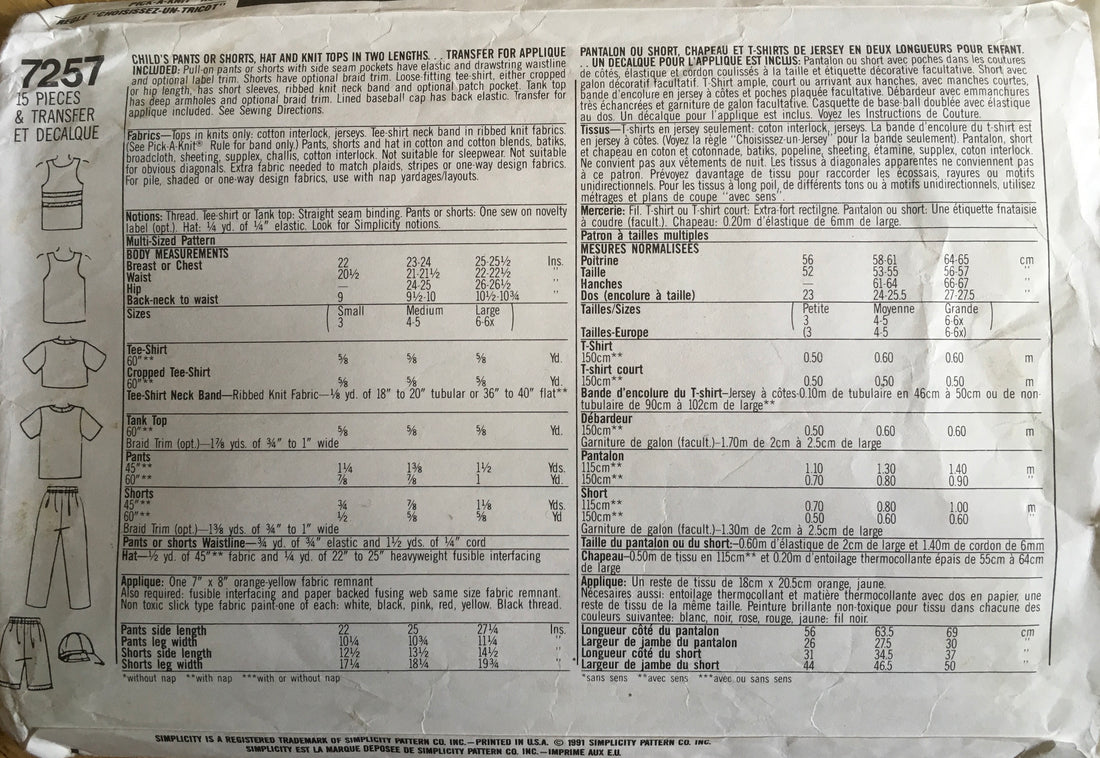 PICK-A-KNIT
RÈGLE "CHOISISSEZ-UN-TRICOT"
7257
15 PIECES
& TRANSFER
ET DECALQUE
CHILD'S PANTS OR SHORTS, HAT AND KNIT TOPS IN TWO LENGTHS. . . TRANSFER FOR APPLIQUE
INCLUDED: Pull-on pants or shorts with side seam pockets have elastic and drawstring waistline
and optional label trim. Shorts have optional braid trim. Loose-fitting tee-shirt, either cropped
or hip length, has short sleeves, ribbed knit neck band and optional patch pocket. Tank top
has deep armholes and optional braid trim. Lined baseball cap has back elastic. Transfer for
applique included. See Sewing Directions.
Fabrics—Tops in knits only: cotton interlock, jerseys. Tee-shirt neck band in ribbed knit fabrics.
(See Pick-A-Knit® Rule for band only.) Pants, shorts and hat in cotton and cotton blends, batiks,
broadcloth, sheeting, supplex, challis, cotton interlock. Not suitable for sleepwear. Not suitable
for obvious diagonals. Extra fabric needed to match plaids, stripes or one-way design fabrics.
For pile, shaded or one-way design fabrics, use with nap yardages/layouts.
Notions: Thread. Tee-shirt or Tank top: Straight seam binding. Pants or shorts: One sew on novelty
label (opt.). Hat: ¼ yd. of ¼" elastic. Look for Simplicity notions.
Multi-Sized Pattern
BODY MEASUREMENTS
Breast or Chest 22 23-24 25-25½ Ins.
Waist 20½ 21-21½ 22-22½ "
Hip — 24-25 26-26½ "
Back-neck to waist 9 9½-10 10½-10¾ "
Sizes (Small Medium Large)
3 4-5 6-6x
Tee-Shirt
60"** ⅝ ⅝ ⅝ Yd.
Cropped Tee-Shirt
60"** ⅝ ⅝ ⅝ Yd.
Tee-Shirt Neck Band—Ribbed Knit Fabric—⅛ yd. of 18" to 20" tubular or 36" to 40" flat**
Tank Top
60"** ⅝ ⅝ ⅝ Yd.
Braid Trim (opt.)—1⅞ yds. of ¾" to 1" wide
Pants
45"** 1¼ 1⅜ 1½ Yds.
60"** ⅞ ⅞ 1 Yd.
Shorts
45"** ¾ ⅞ 1⅛ Yds.
60"** ½ ⅝ ⅝ Yd
Braid Trim (opt.)—1⅜ yds. of ¾" to 1" wide
Pants or shorts Waistline—¾ yd. of ¾" elastic and 1½ yds. of ¼" cord
Hat—½ yd. of 45"** fabric and ¼ yd. of 22" to 25" heavyweight fusible interfacing
Applique: One 7" x 8" orange-yellow fabric remnant
Also required: fusible interfacing and paper backed fusing web same size fabric remnant.
Non toxic slick type fabric paint-one of each: white, black, pink, red, yellow. Black thread.
Pants side length 22 25 27¼ Ins.
Pants leg width 10¼ 10¾ 11¼ "
Shorts side length 12½ 13½ 14½ "
Shorts leg width 17¼ 18¼ 19¾ "
*without nap **with nap ***with or without nap
PANTALON OU SHORT, CHAPEAU ET T-SHIRTS DE JERSEY EN DEUX LONGUEURS POUR ENFANT.
. . UN DECALQUE POUR L'APPLIQUE EST INCLUS: Pantalon ou short avec poches dans les coutures
de côtés, élastique et cordon coulissés à la taille et étiquette décorative facultative. Short avec
galon décoratif facultatif. T-Shirt ample, court ou arrivant aux hanches, avec manches courtes,
bande d'encolure en jersey à côtes et poches plaquée facultative. Débardeur avec emmanchures
très échancrées et garniture de galon facultative. Casquette de base-ball doublée avec élastique
au dos. Un décalque pour l'applique est inclus. Voyez les Instructions de Couture.
Tissus—T-shirts en jersey seulement: coton interlock, jerseys. La bande d'encolure du t-shirt est
en jersey à côtes. (Voyez la règle "Choisissez-un-Jersey" pour la bande seulement). Pantalon, short
et chapeau en coton et cotonnade, batiks, popeline, sheeting, étamine, supplex, coton interlock.
Ne convient pas aux vêtements de nuit. Les tissus à diagonales apparentes ne conviennent pas
à ce patron. Prévoyez davantage de tissu pour raccorder les écossais, rayures ou motifs
unidirectionnels. Pour les tissus à long poil, de différents tons ou à motifs unidirectionnels, utilisez
métrages et plans de coupe "avec sens".
Mercerie: Fil. T-shirt ou T-shirt court: Extra-fort rectiligne. Pantalon ou short: Une étiquette fnataisie
à coudre (facult.). Chapeau: 0.20m d'élastique de 6mm de large.
Patron à tailles multiples
MESURES NORMALISÉES
Poitrine 56 58-61 64-65 cm
Taille 52 53-55 56-57 "
Hanches — 61-64 66-67 "
Dos (encolure à taille) 23 24-25.5 27-27.5 "
Tailles/Sizes (Petite Moyenne Grande)
3 4-5 6-6x
Tailles-Europe (3 4-5 6-6x)
T-Shirt
150cm** 0.50 0.60 0.60 m
T-shirt court
150cm** 0.50 0.50 0.50 m
Bande d'encolure du T-shirt—Jersey à côtes-0.10m de tubulaire en 46cm à 50cm ou de non-
tubulaire de 90cm à 102cm de large**
Débardeur
150cm** 0.50 0.60 0.60 m
Garniture de galon (facult.)–1.70m de 2cm à 2.5cm de large
Pantalon
115cm** 1.10 1.30 1.40 m
150cm** 0.70 0.80 0.90 "
Short
115cm** 0.70 0.80 1.00 m
150cm** 0.50 0.60 0.60 "
Garniture de galon (facult.)–1.30m de 2cm à 2.5cm de large
Taille du pantalon ou du short:–0.60m d'élastique de 2cm de large et 1.40m de cordon de 6mm
Chapeau–0.50m de tissu en 115cm** et 0.20m d'entoilage thermocollante épais de 55cm à 64cm
de large
Applique: Un reste de tissu de 18cm x 20.5cm orange, jaune.
Nécesaires aussi: entoilage thermocollant et matière thermocollante avec dos en papier, une
reste de tissu de la même taille. Peinture brillante non-toxique pour tissu dans chacune des
couleurs suivantee: blanc, noir, rose, rouge, jaune: fil noir.
Longueur côté du pantalon 56 63.5 69 cm
Largeur de jambe du pantalon 26 27.5 30 "
Longueur côté du short 31 34.5 37 "
Largeur de jambe du short 44 46.5 50 "
*sans sens **avec sens ***avec ou sans sens
SIMPLICITY IS A REGISTERED TRADEMARK OF SIMPLICITY PATTERN CO. INC.—PRINTED IN U.S.A. © 1991 SIMPLICITY PATTERN CO. INC.
SIMPLICITY EST LA MARQUE DEPOSEE DE SIMPLICITY PATTERN CO. INC.—IMPRIME AUX E.U.